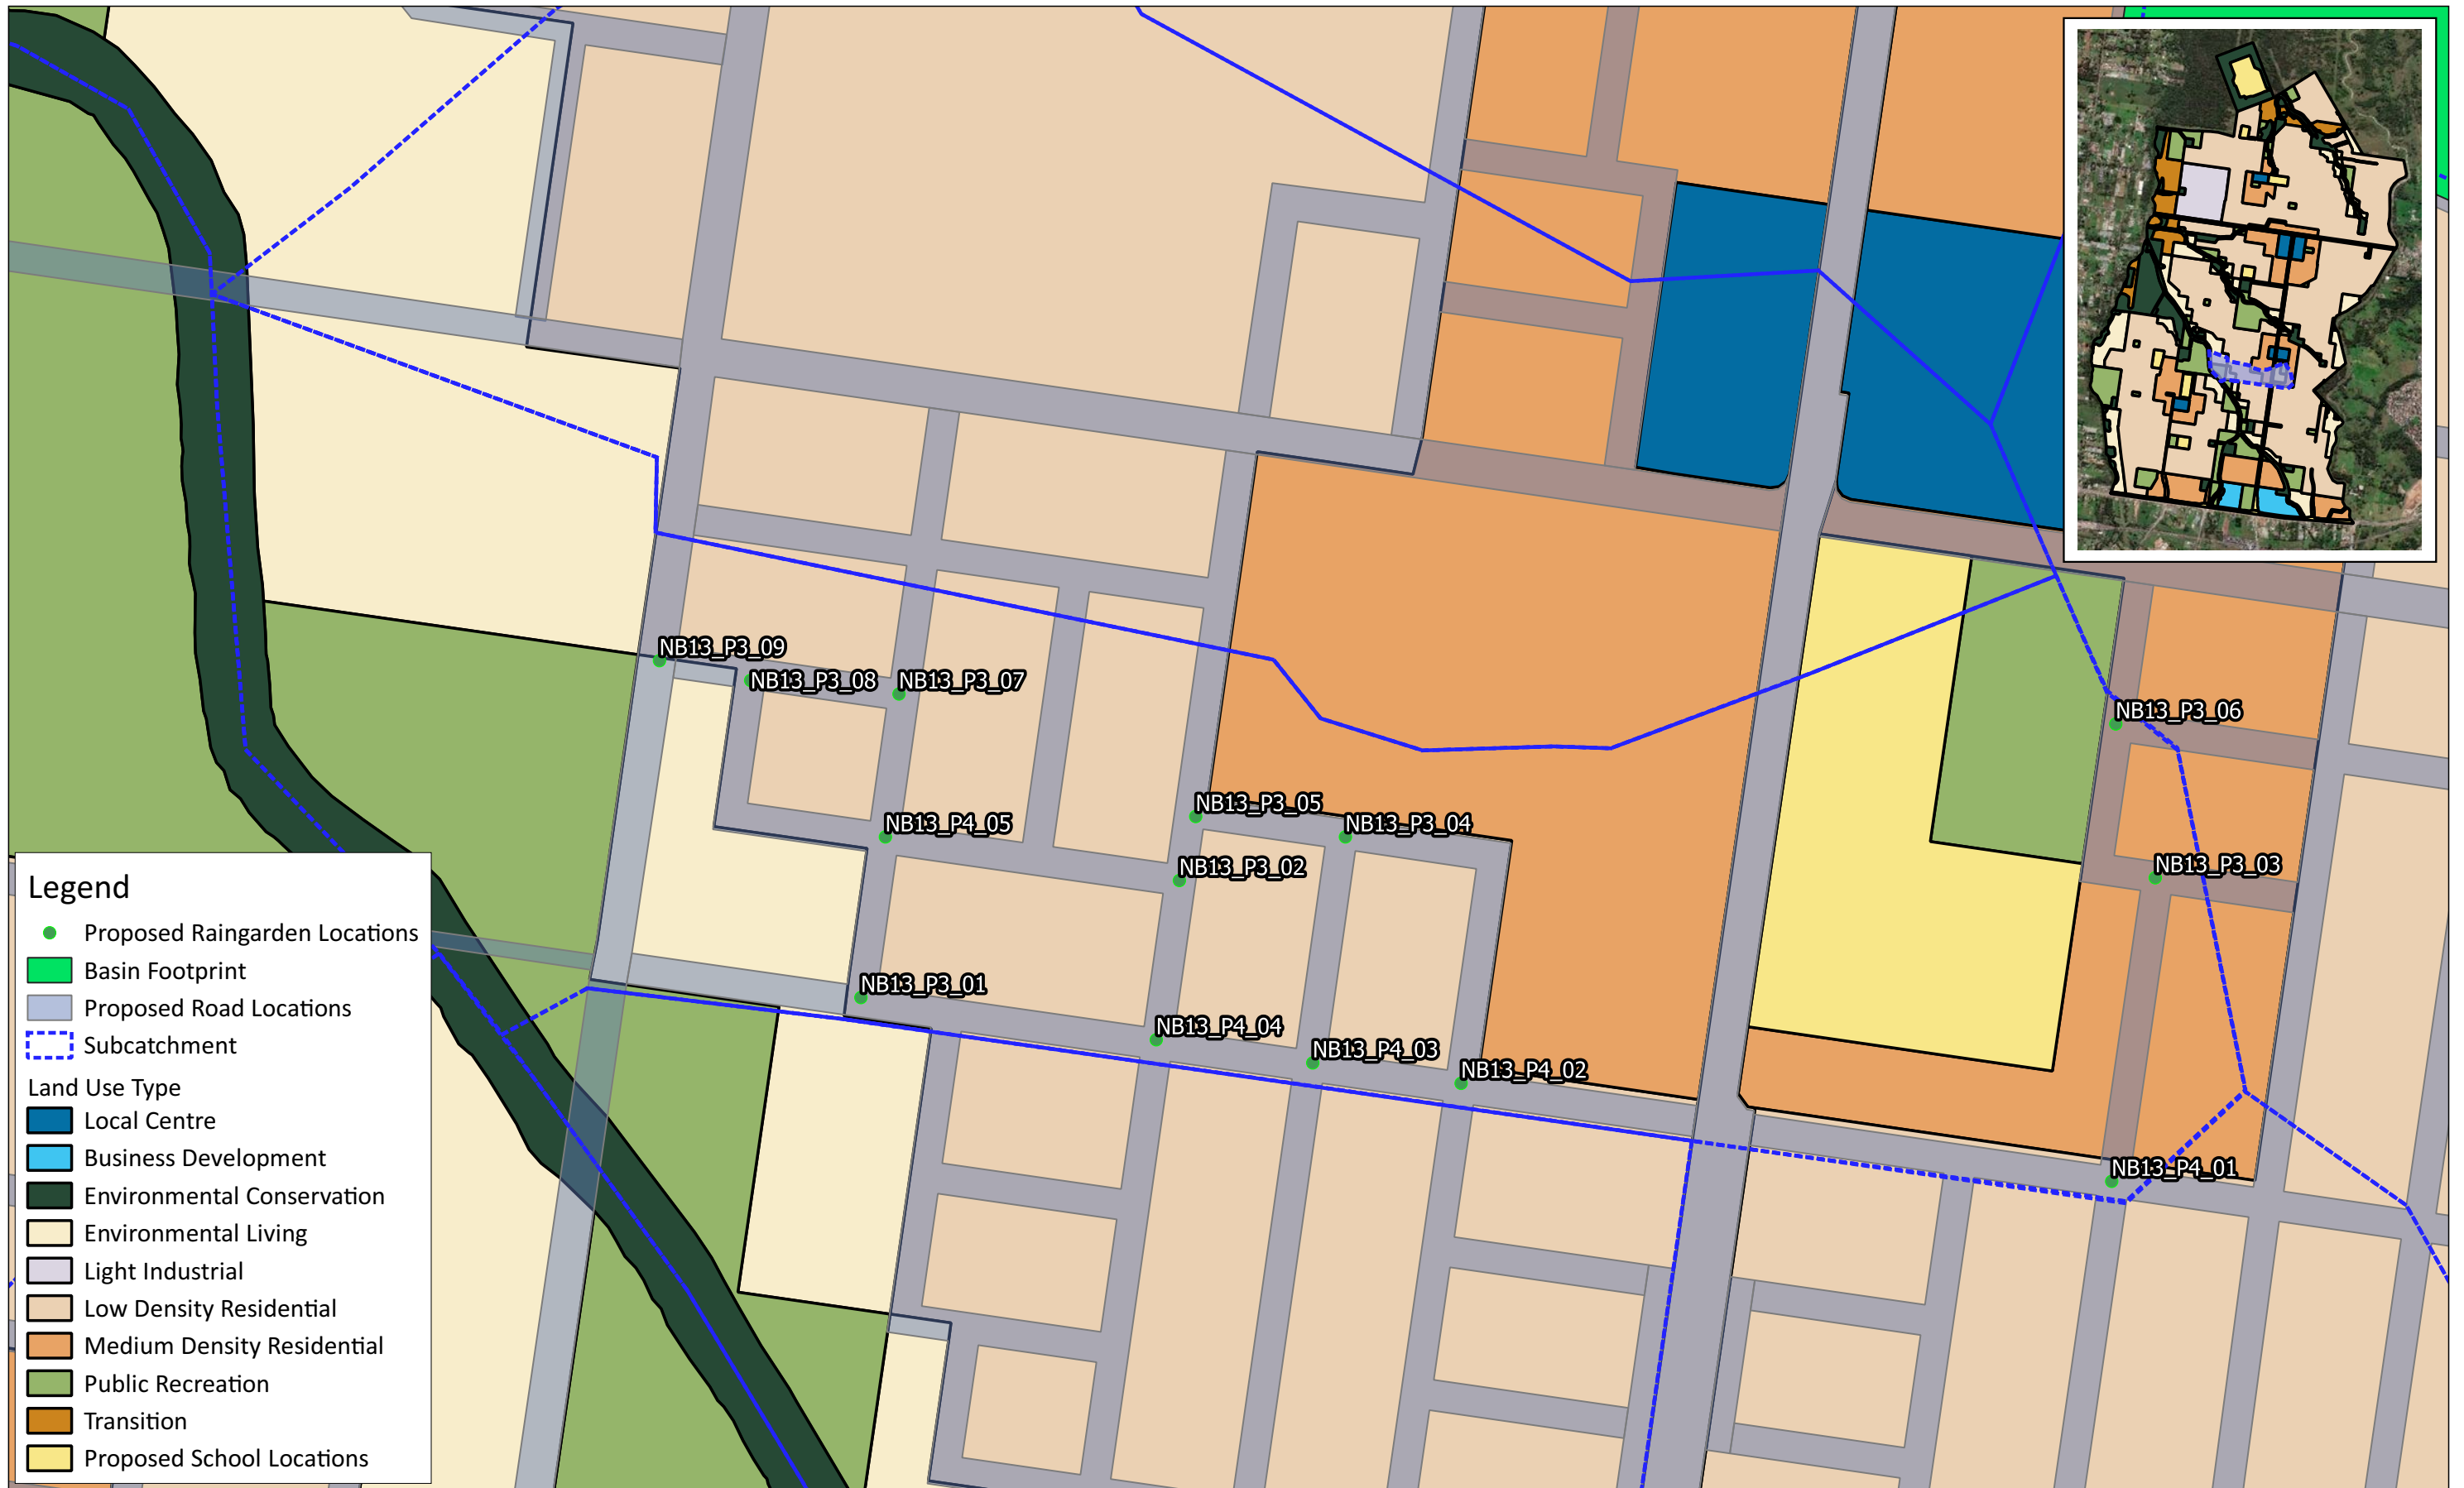 NB13_P3_09
NB13_P3_08
NB13_P3_07
NB13_P3_06
NB13_P3_05
NB13_P3_04
NB13_P4_05
NB13_P3_02
NB13_P3_03
NB13_P3_01
NB13_P4_04
NB13_P4_03
NB13_P4_02
NB13_P4_01
Legend
Proposed Raingarden Locations
Basin Footprint
Proposed Road Locations
Subcatchment
Land Use Type
Local Centre
Business Development
Environmental Conservation
Environmental Living
Light Industrial
Low Density Residential
Medium Density Residential
Public Recreation
Transition
Proposed School Locations